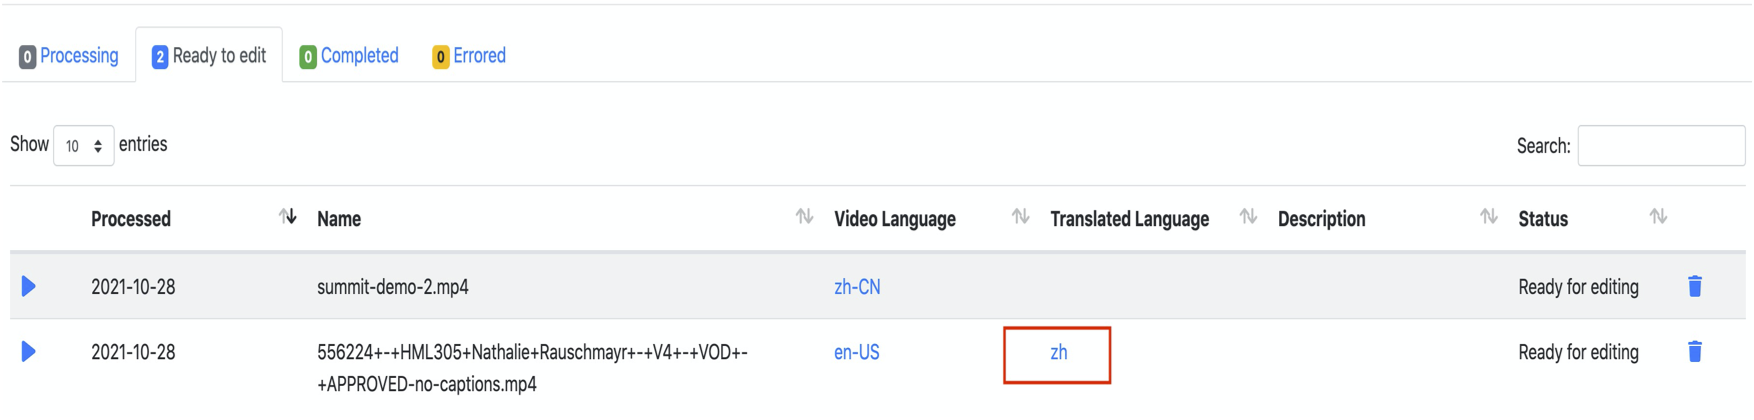 0 Processing 2 Ready to edit 0 Completed 0 Errored
Show 10 entries Search:
Processed Name Video Language Translated Language Description Status
2021-10-28 summit-demo-2.mp4 zh-CN Ready for editing
2021-10-28 556224+-+HML305+Nathalie+Rauschmayr+-+V4+-+VOD+- en-US zh Ready for editing
+APPROVED-no-captions.mp4